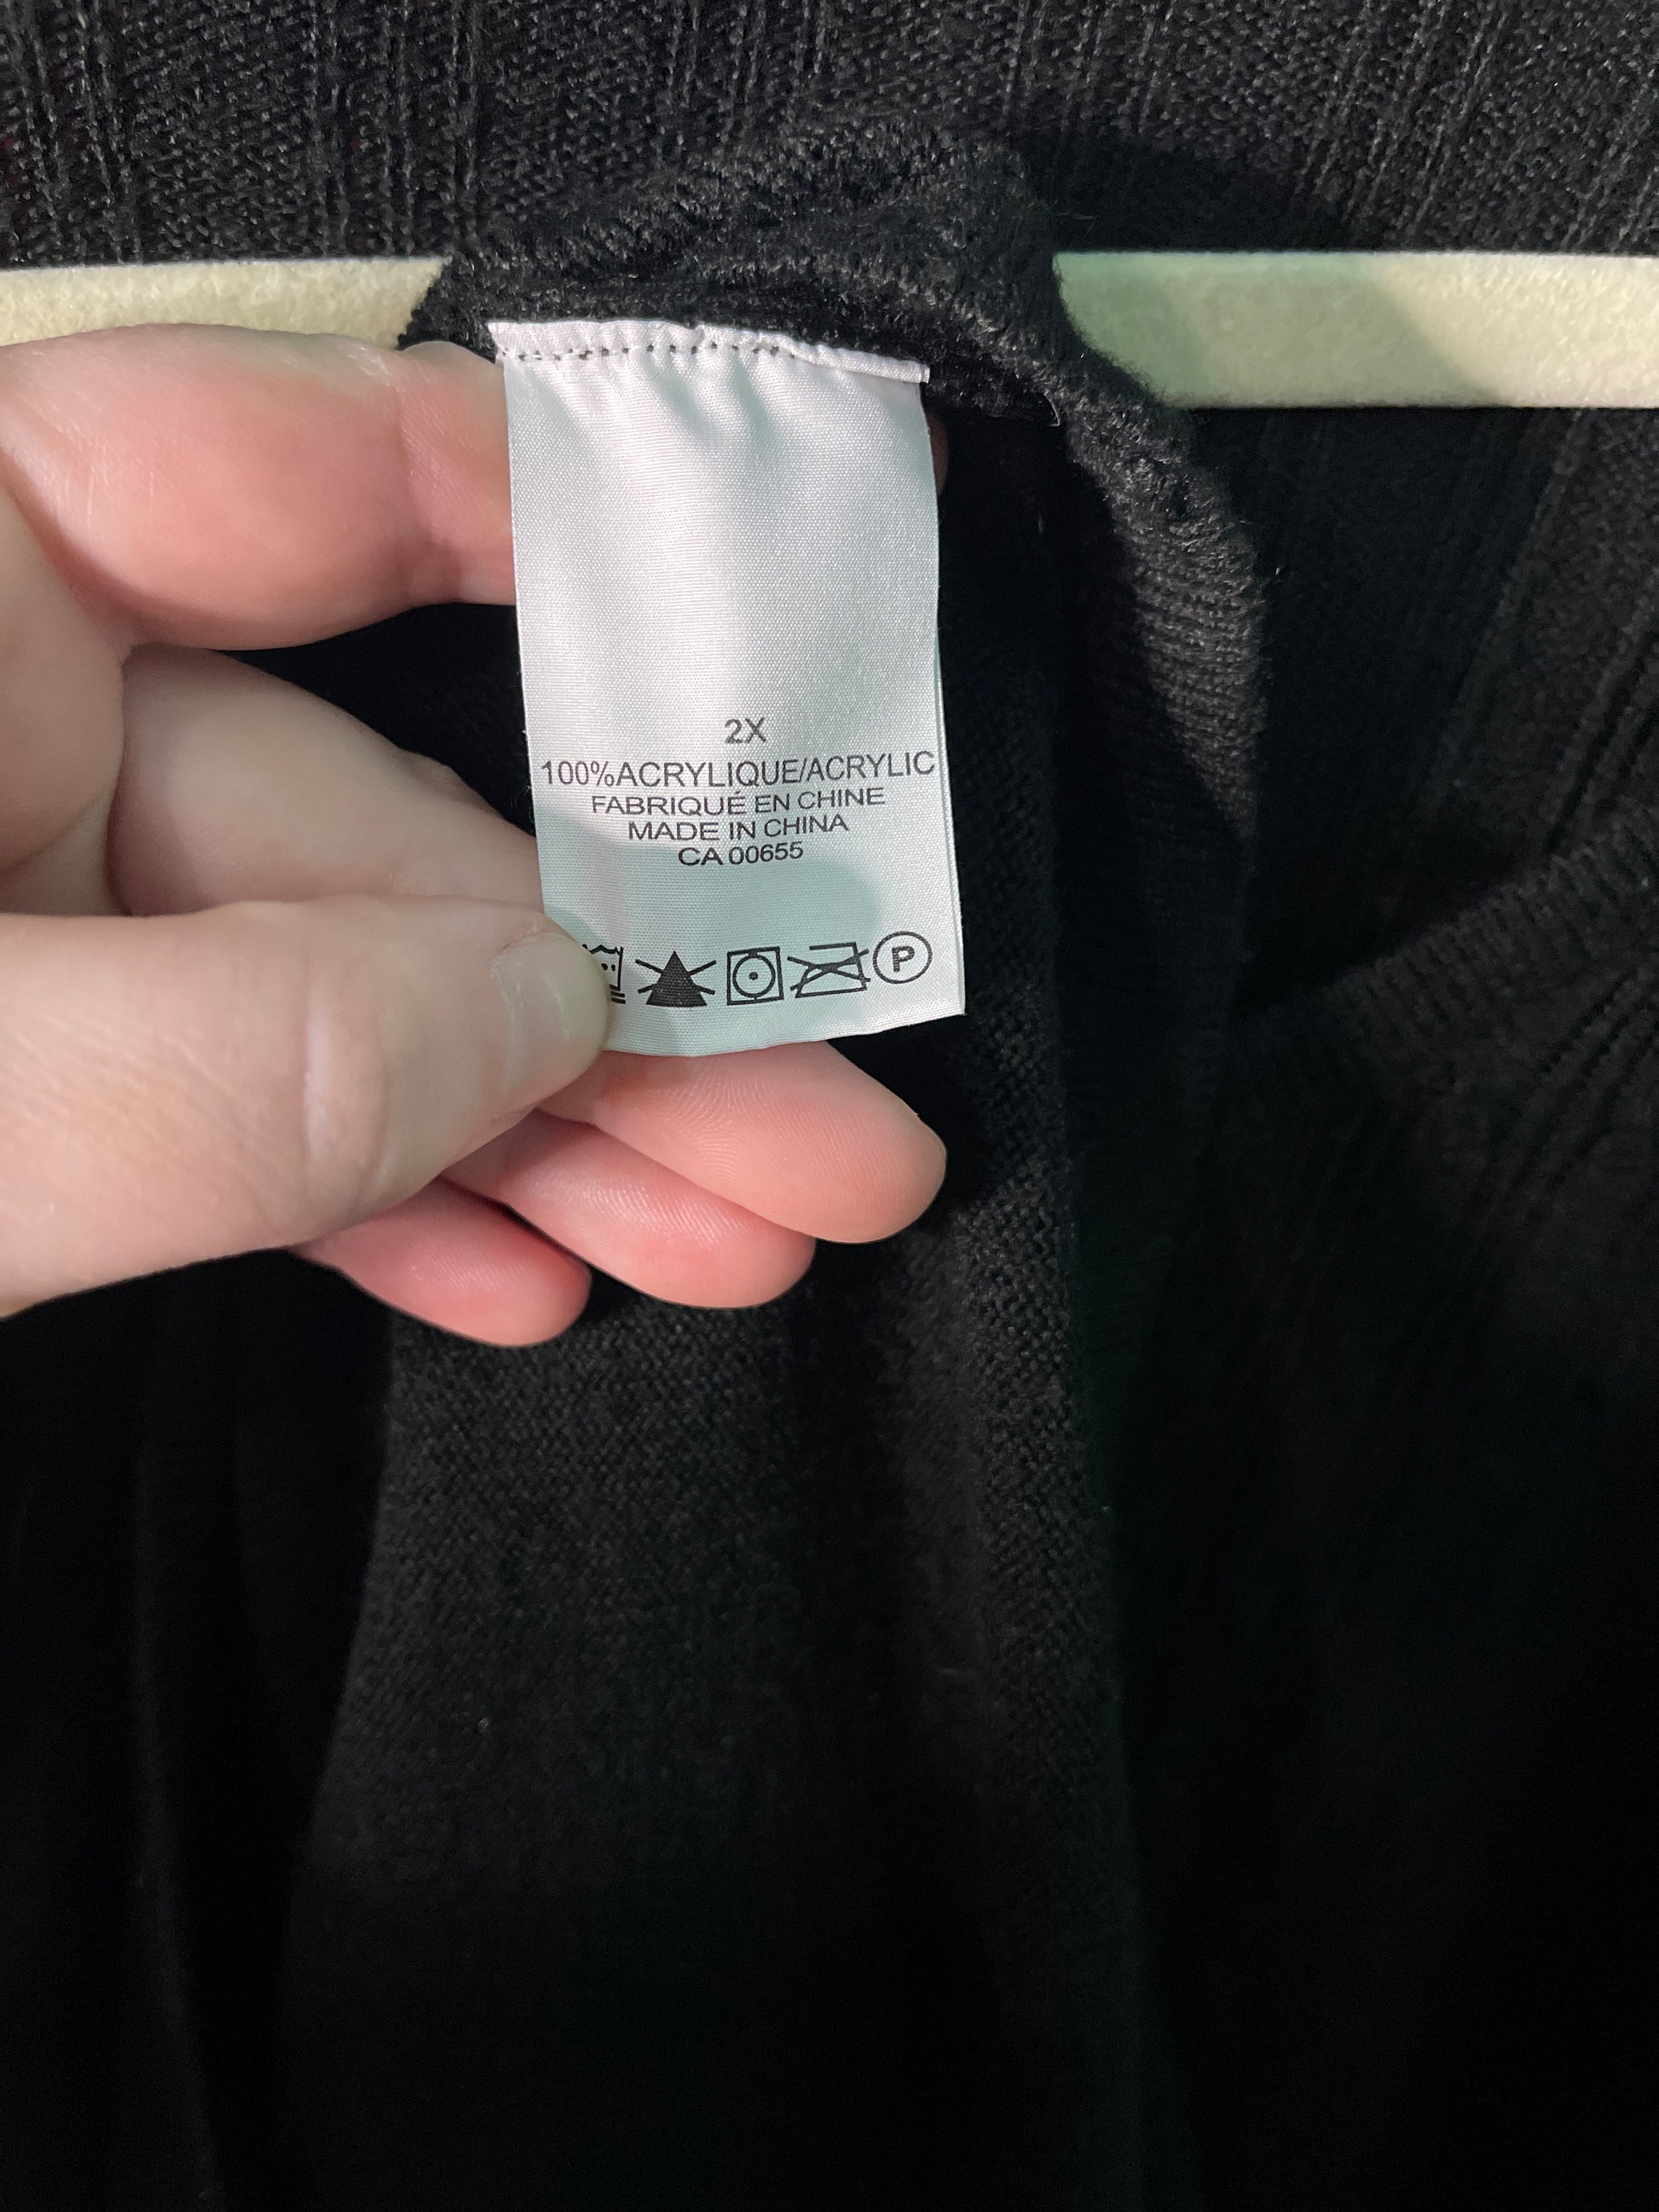 2X
100%ACRYLIQUE/ACRYLIC
FABRIQUÉ EN CHINE
MADE IN CHINA
CA 00655
P